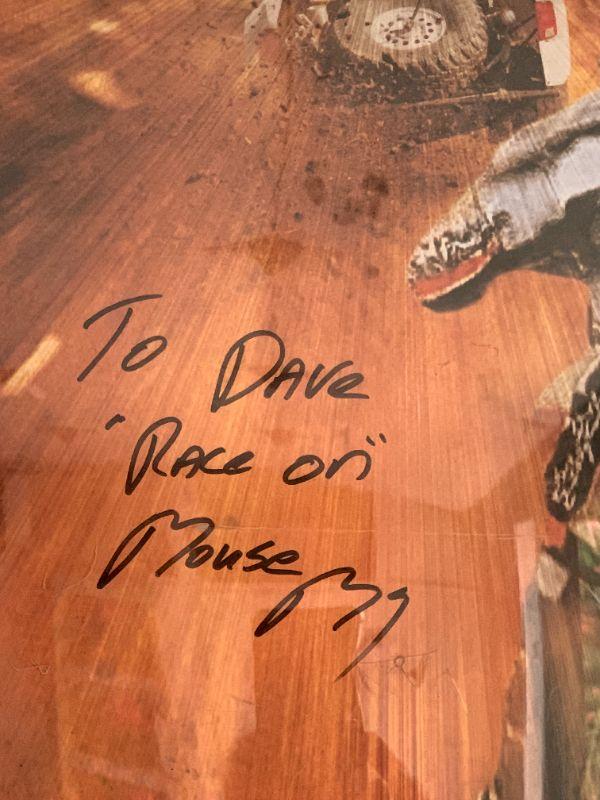 To Dave
"Race on"
Mouse